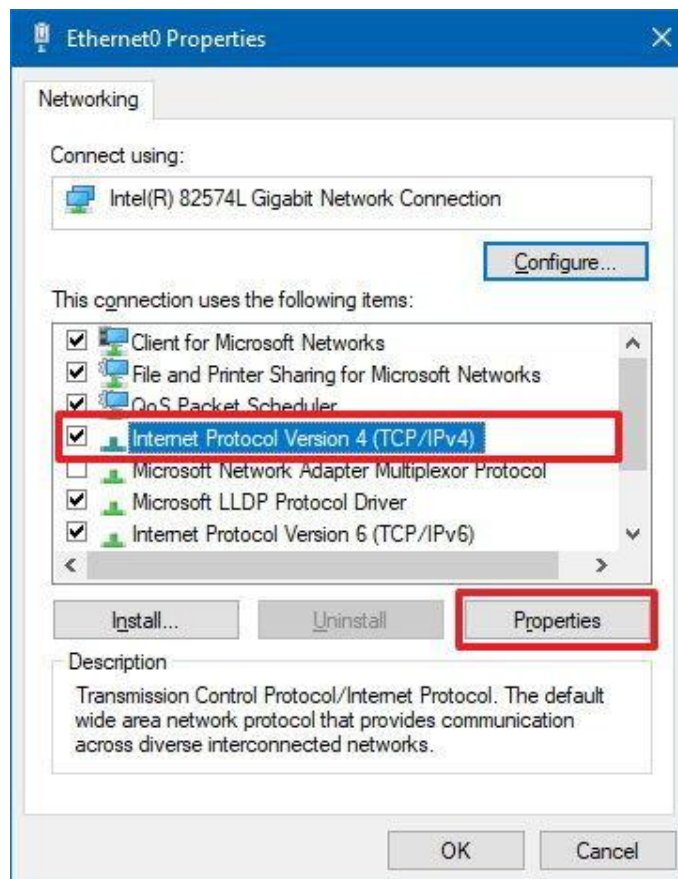 Ethernet0 Properties
Networking
Connect using:
Intel(R) 82574L Gigabit Network Connection
Configure...
This connection uses the following items:
Client for Microsoft Networks
File and Printer Sharing for Microsoft Networks
QoS Packet Scheduler
Internet Protocol Version 4 (TCP/IPv4)
Microsoft Network Adapter Multiplexor Protocol
Microsoft LLDP Protocol Driver
Internet Protocol Version 6 (TCP/IPv6)
Install...
Uninstall
Properties
Description
Transmission Control Protocol/Internet Protocol. The default
wide area network protocol that provides communication
across diverse interconnected networks.
OK
Cancel